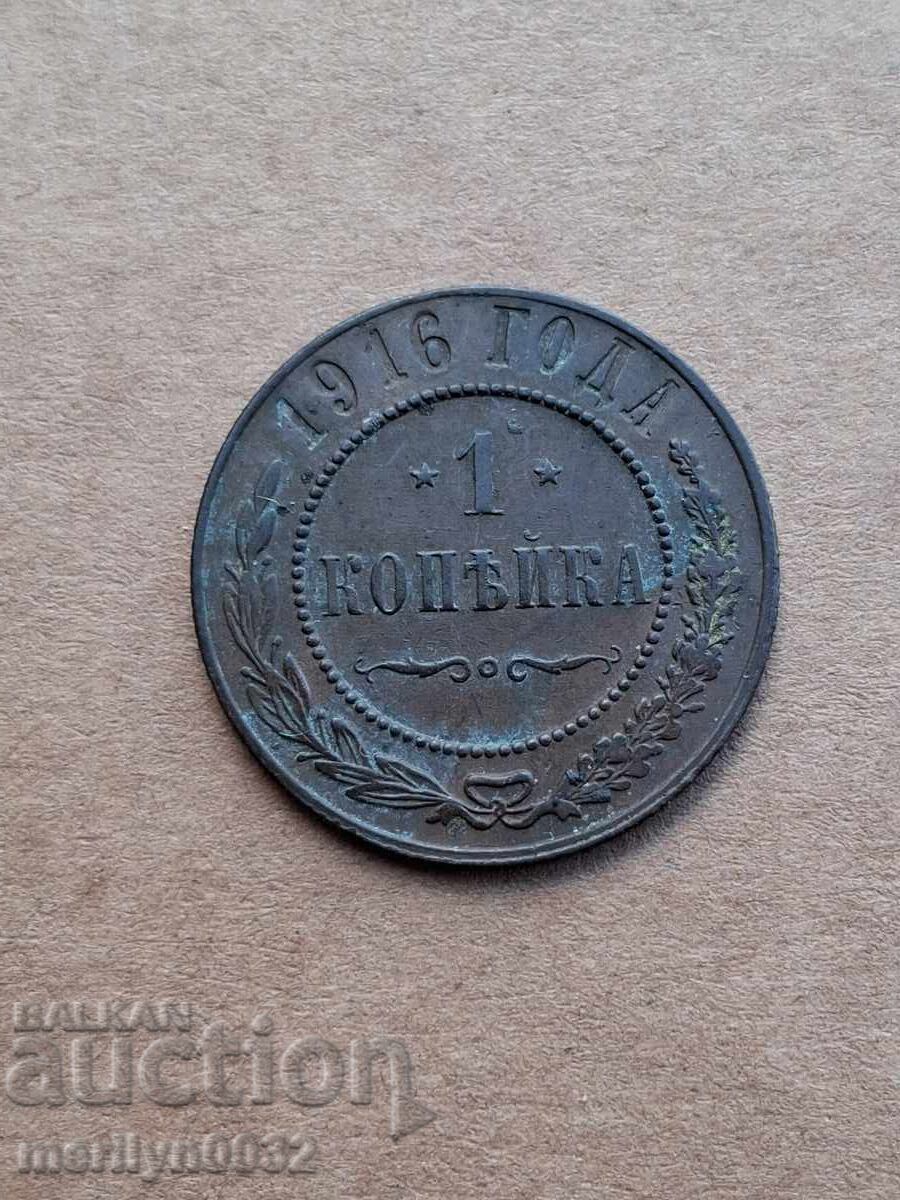 1916 ГОДА
1
КОПѢЙКА
BALKAN
auction
merilyn0032